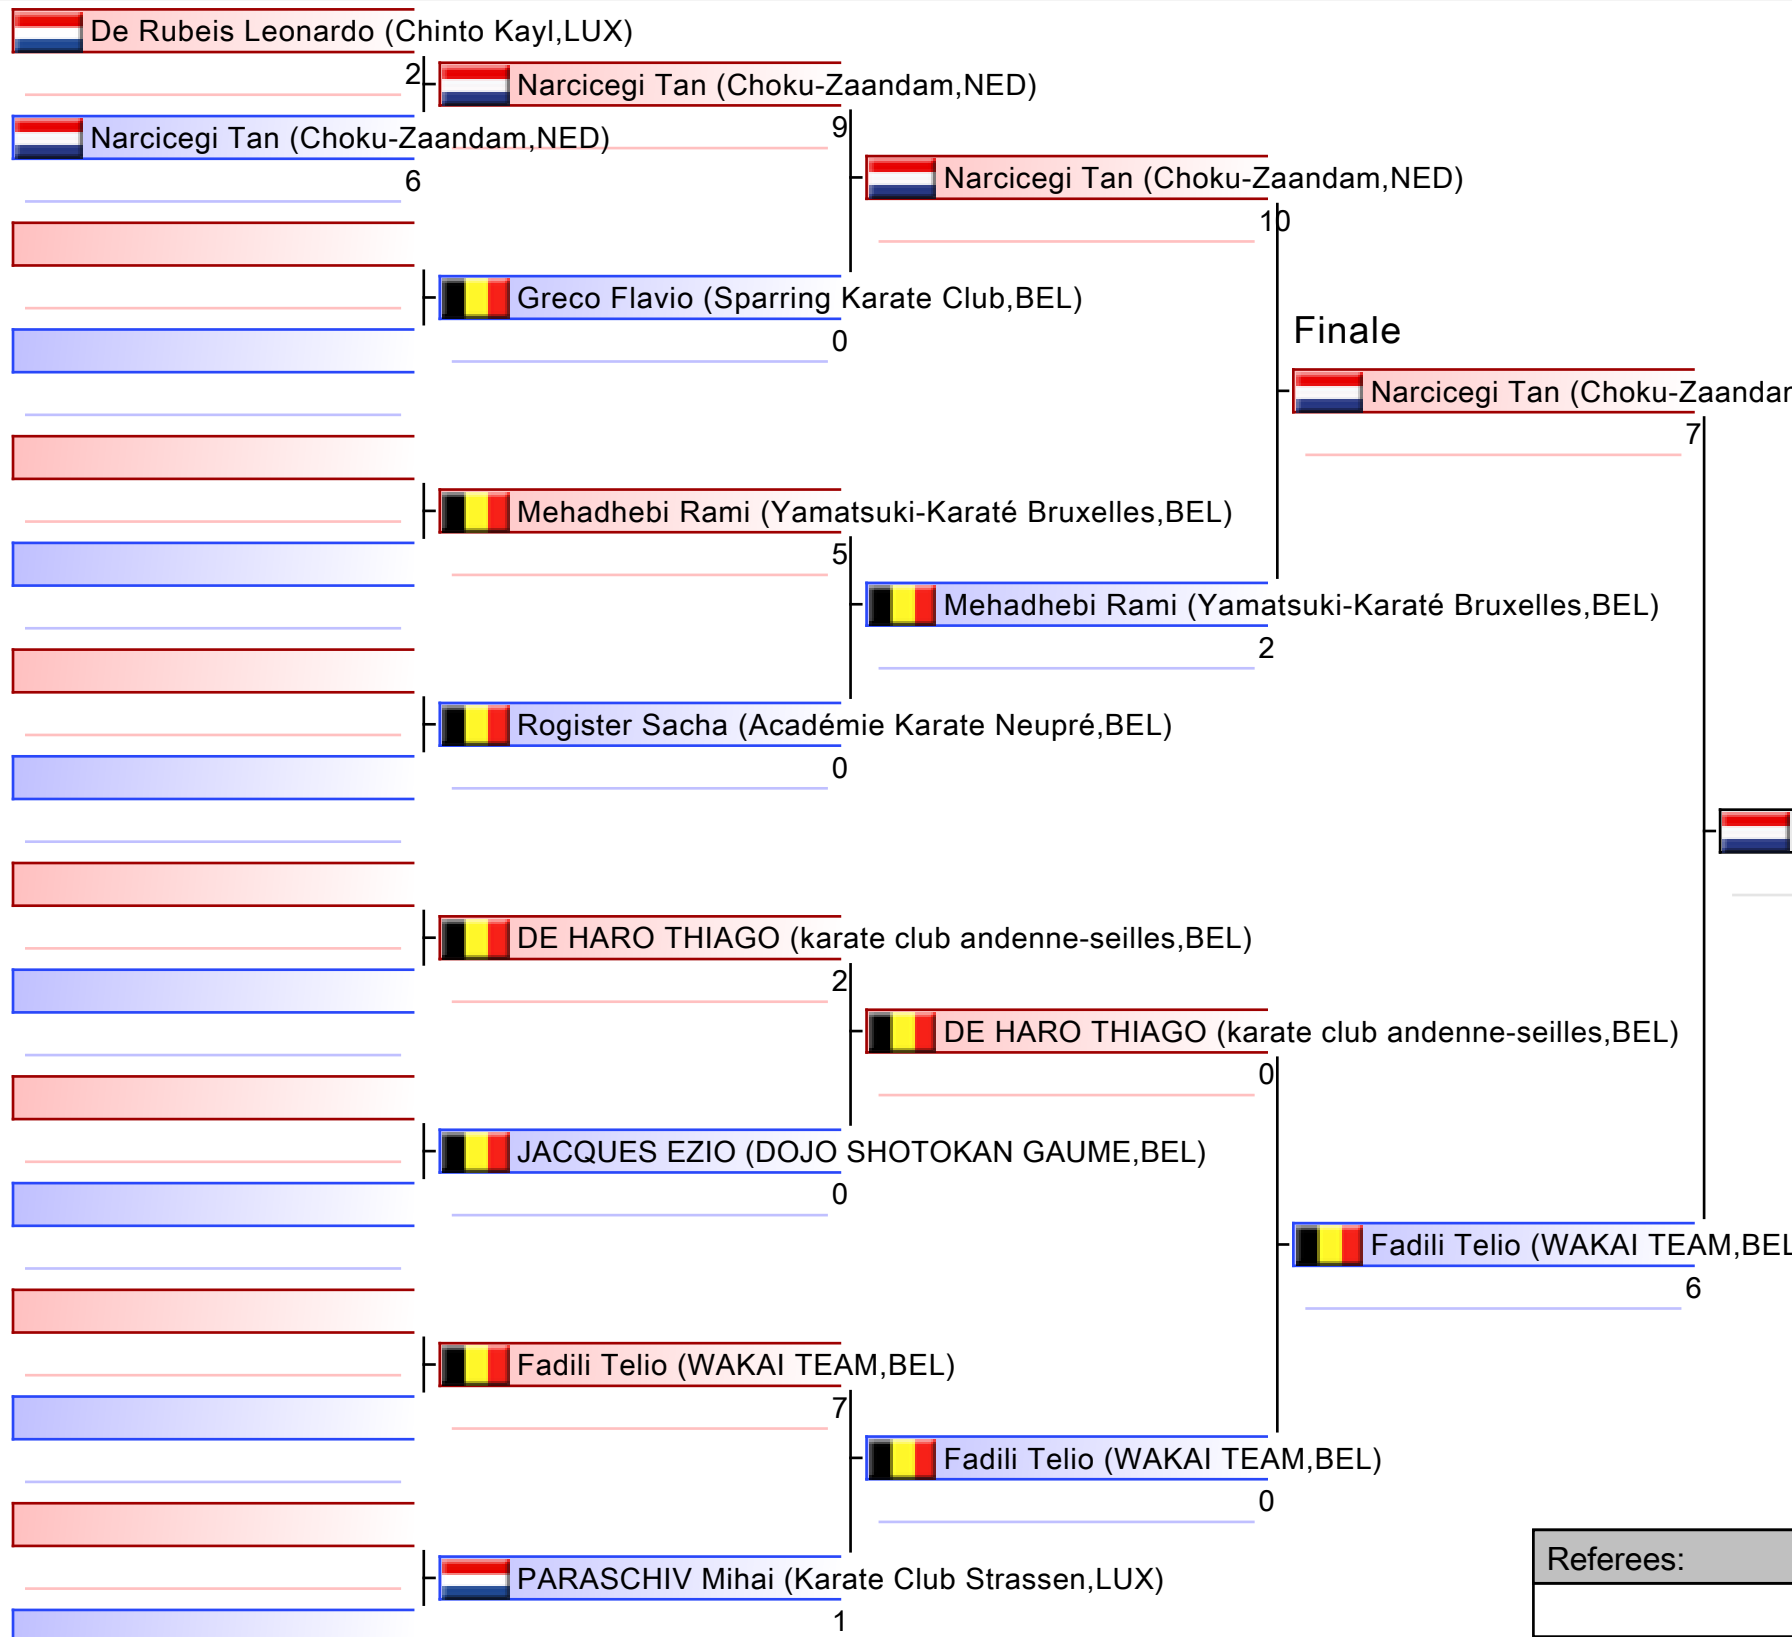 De Rubeis Leonardo (Chinto Kayl,LUX)
2
Narcicegi Tan (Choku-Zaandam,NED)
6
Narcicegi Tan (Choku-Zaandam,NED)
9
Greco Flavio (Sparring Karate Club,BEL)
0
Mehadhebi Rami (Yamatsuki-Karaté Bruxelles,BEL)
5
Rogister Sacha (Académie Karate Neupré,BEL)
0
DE HARO THIAGO (karate club andenne-seilles,BEL)
2
JACQUES EZIO (DOJO SHOTOKAN GAUME,BEL)
0
Fadili Telio (WAKAI TEAM,BEL)
7
PARASCHIV Mihai (Karate Club Strassen,LUX)
1
Narcicegi Tan (Choku-Zaandam,NED)
10
Mehadhebi Rami (Yamatsuki-Karaté Bruxelles,BEL)
2
DE HARO THIAGO (karate club andenne-seilles,BEL)
0
Fadili Telio (WAKAI TEAM,BEL)
0
Finale
Narcicegi Tan (Choku-Zaandam
7
Fadili Telio (WAKAI TEAM,BEL
6
Referees: